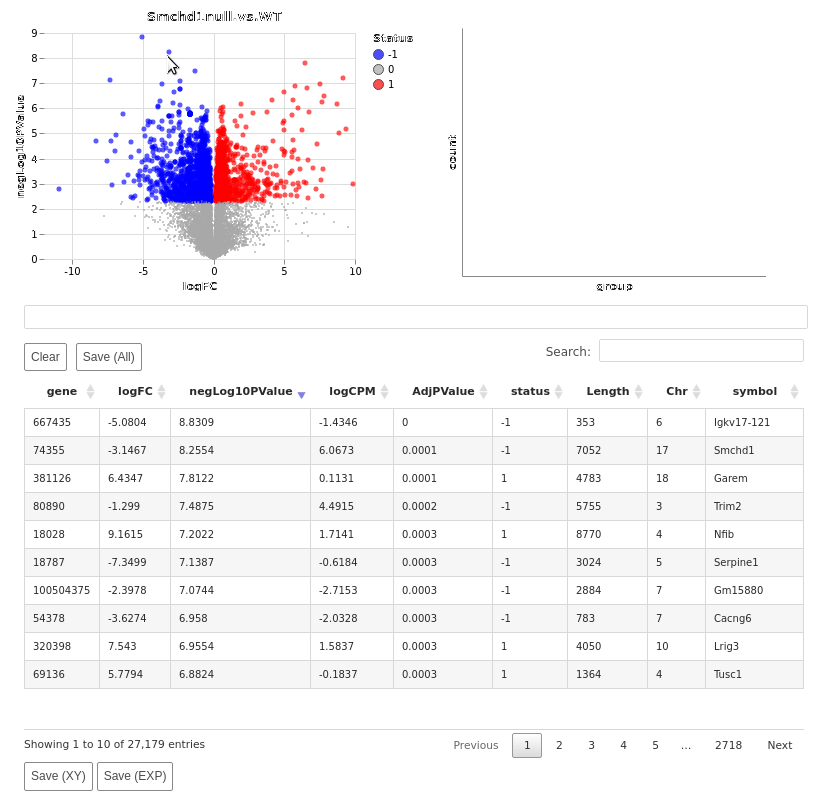 Smchd1.null.vs.WT
Status
-1
0
1
9
8
7
6
5
4
3
2
1
0
negLog10PValue
-10
-5
0
5
10
logFC
count
group
Clear
Save (All)
Search:
gene logFC negLog10PValue logCPM AdjPValue status Length Chr symbol
667435 -5.0804 8.8309 -1.4346 0 -1 353 6 Igkv17-121
74355 -3.1467 8.2554 6.0673 0.0001 -1 7052 17 Smchd1
381126 6.4347 7.8122 0.1131 0.0001 1 4783 18 Garem
80890 -1.299 7.4875 4.4915 0.0002 -1 5755 3 Trim2
18028 9.1615 7.2022 1.7141 0.0003 1 8770 4 Nfib
18787 -7.3499 7.1387 -0.6184 0.0003 -1 3024 5 Serpine1
100504375 -2.3978 7.0744 -2.7153 0.0003 -1 2884 7 Gm15880
54378 -3.6274 6.958 -2.0328 0.0003 -1 783 7 Cacng6
320398 7.543 6.9554 1.5837 0.0003 1 4050 10 Lrig3
69136 5.7794 6.8824 -0.1837 0.0003 1 1364 4 Tusc1
Showing 1 to 10 of 27,179 entries
Previous 1 2 3 4 5 ... 2718 Next
Save (XY)
Save (EXP)